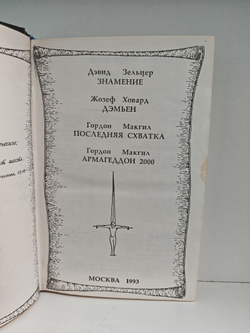 Дэвид Зельцер
ЗНАМЕНИЕ
Жозеф Ховард
ДЭМЬЕН
Гордон Макгил
ПОСЛЕДНЯЯ СХВАТКА
Гордон Макгил
АРМАГЕДДОН 2000
МОСКВА 1993